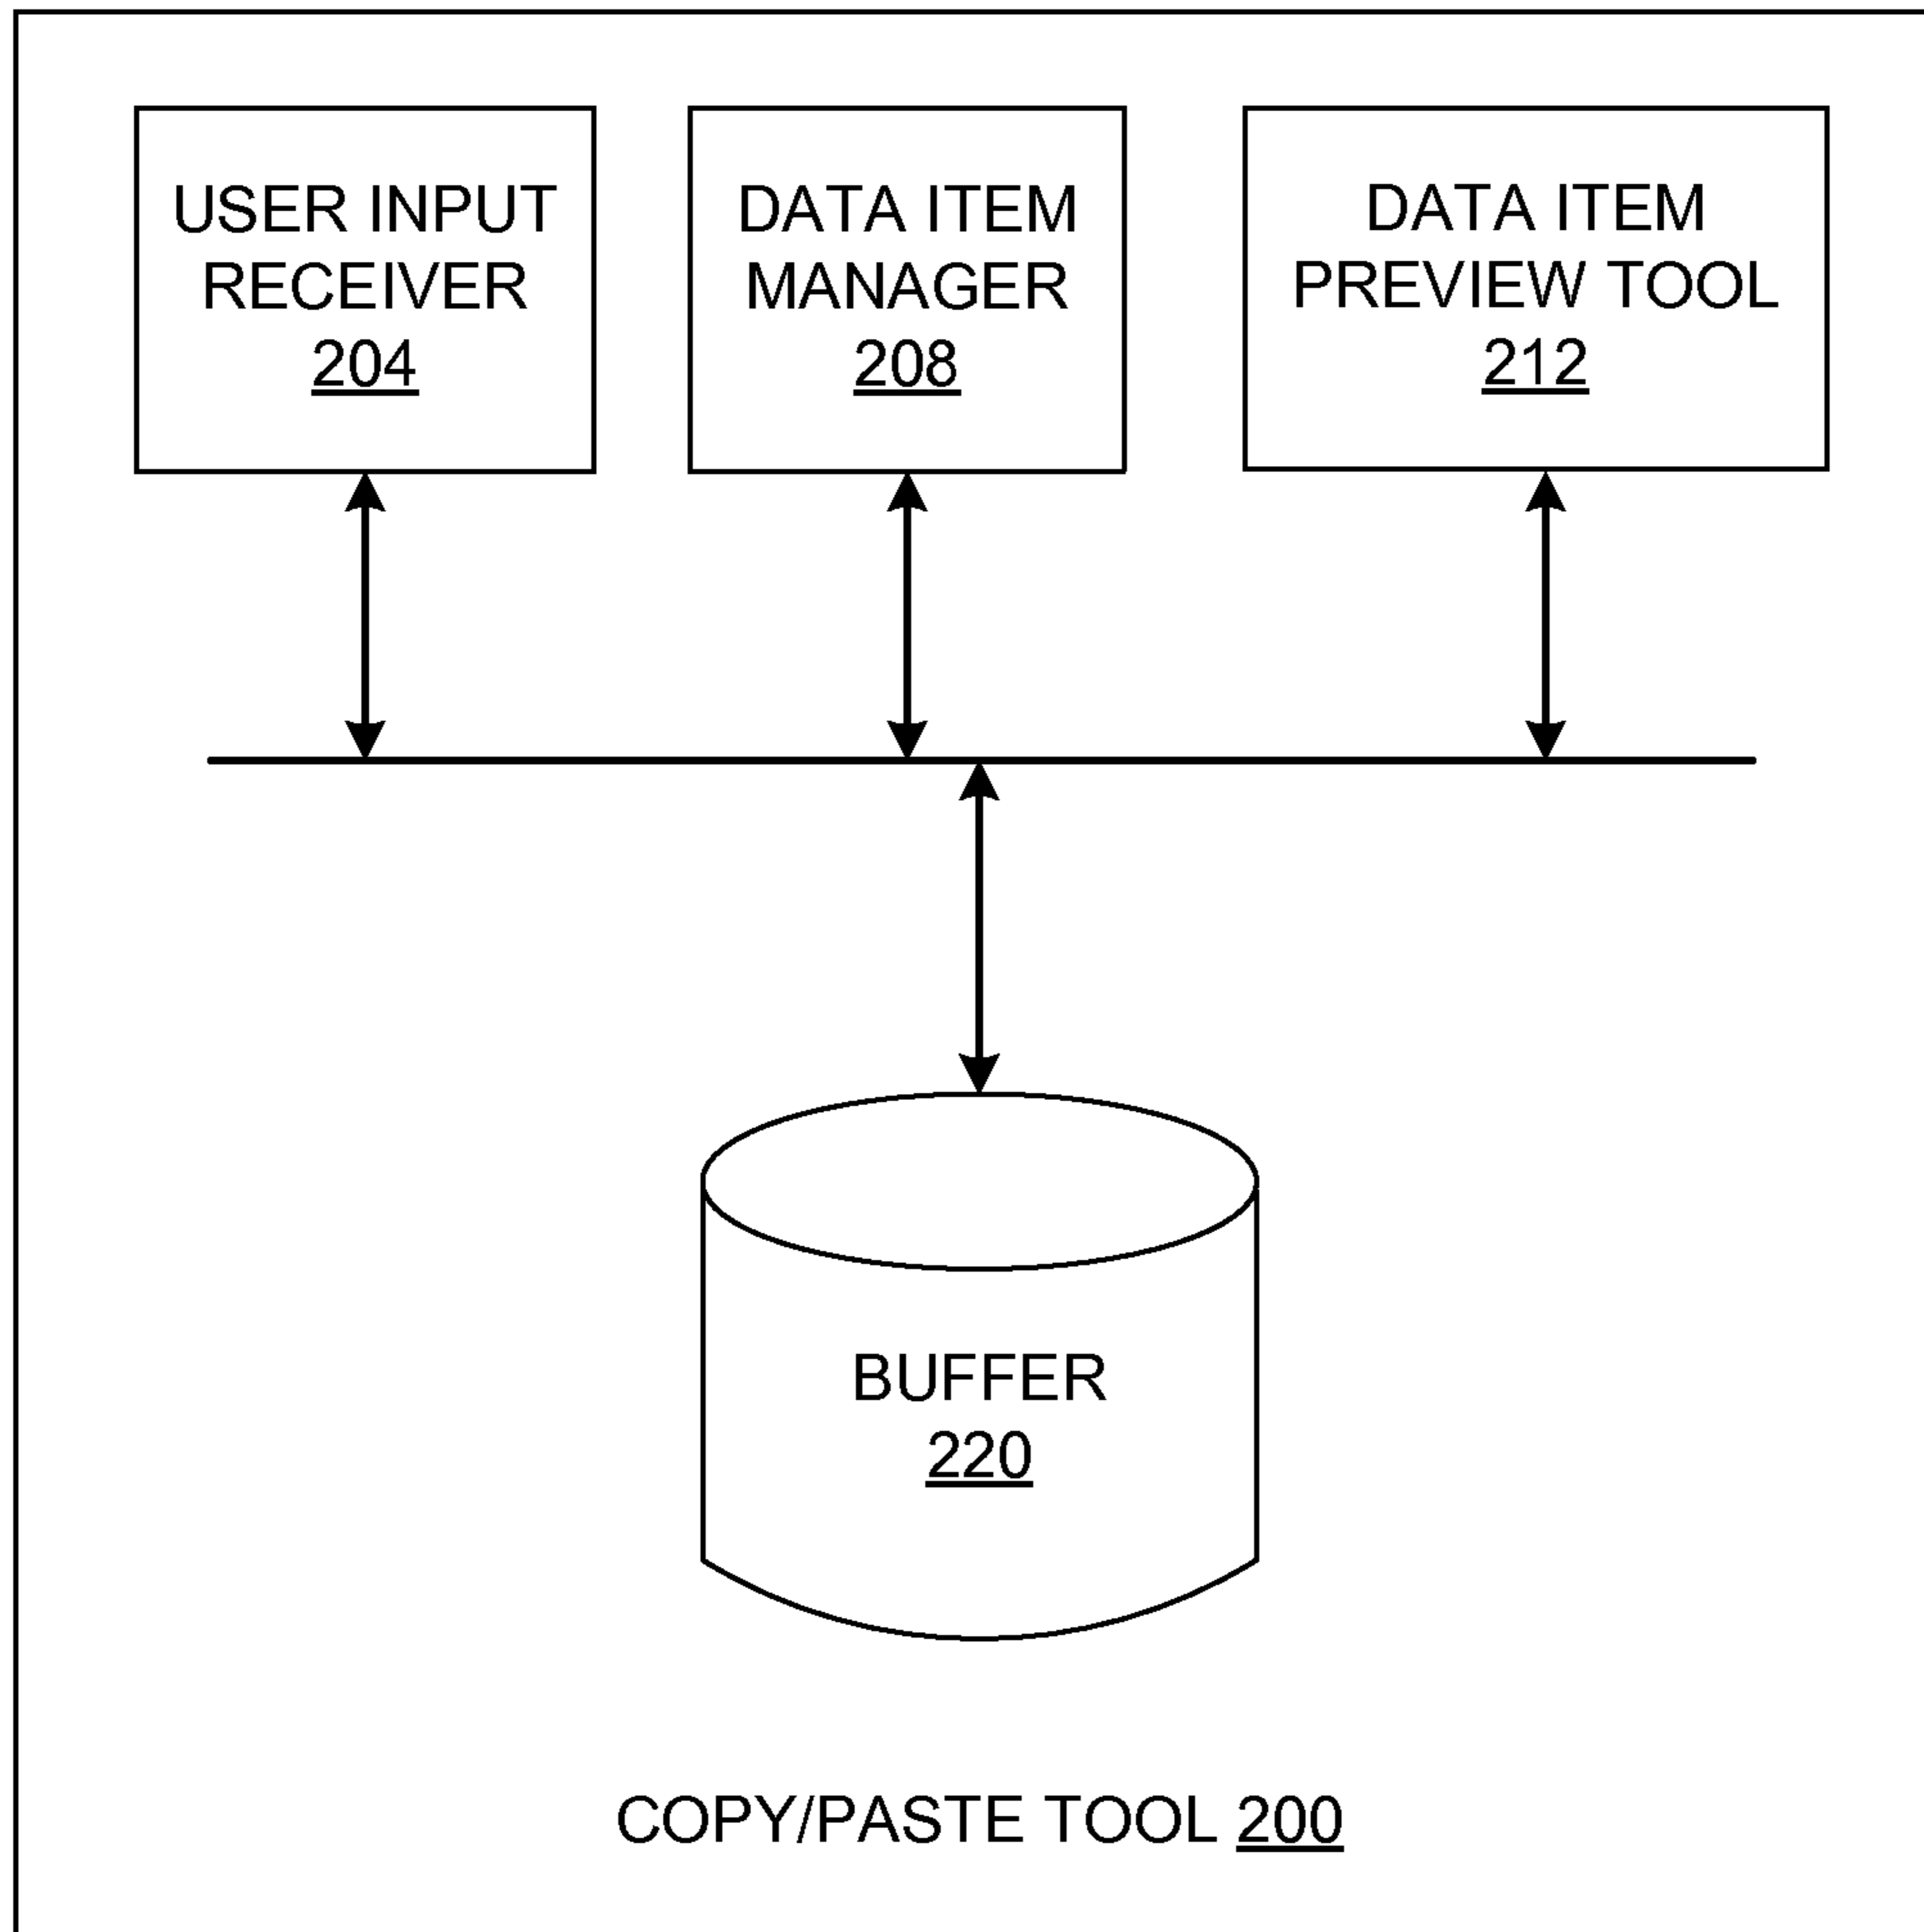 USER INPUT
RECEIVER
204
DATA ITEM
MANAGER
208
DATA ITEM
PREVIEW TOOL
212
BUFFER
220
COPY/PASTE TOOL 200